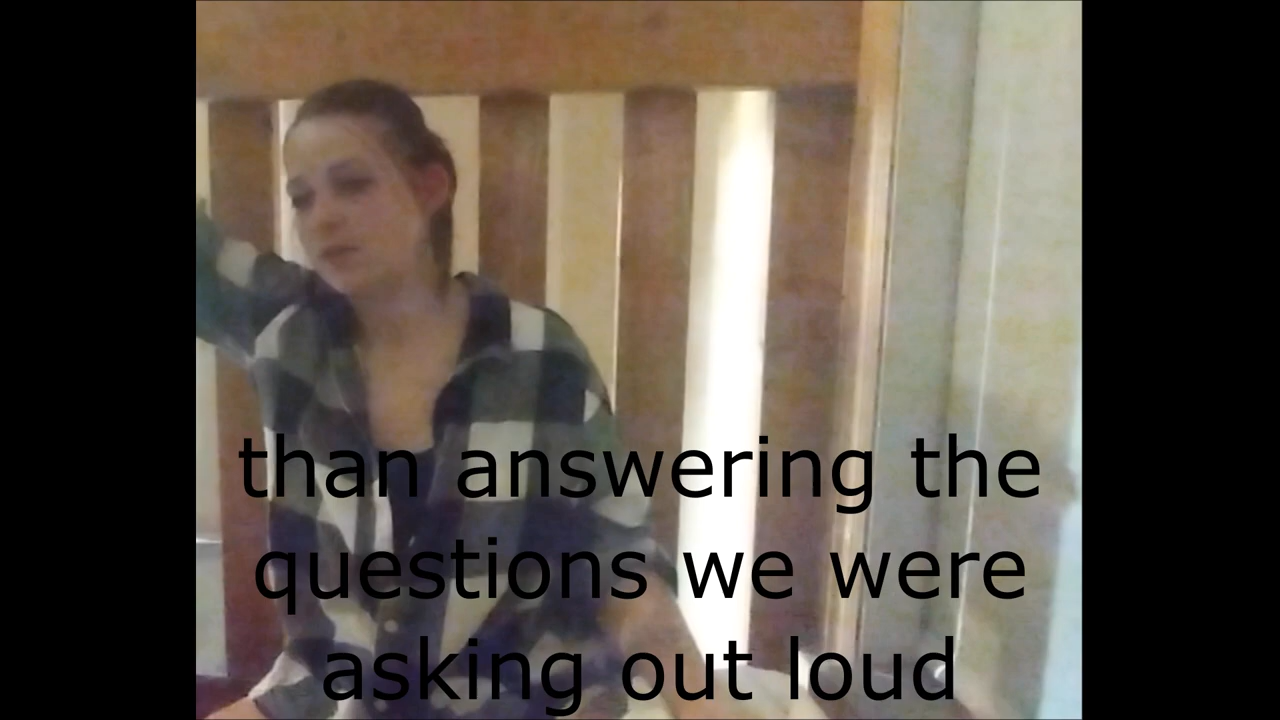 than answering the
questions we were
asking out loud